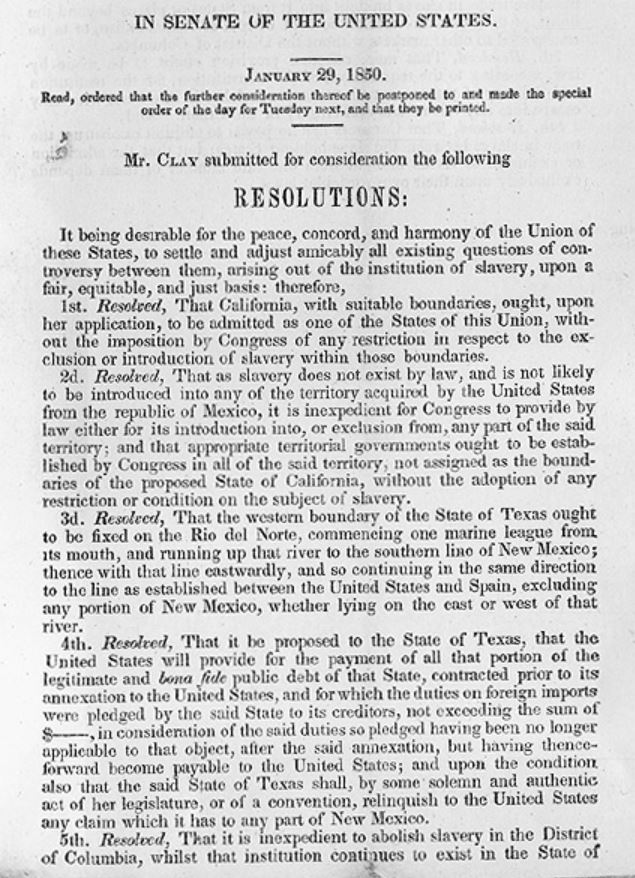 IN SENATE OF THE UNITED STATES.
JANUARY 29, 1850.
Read, ordered that the further consideration thereof be postponed to and made the special
order of the day for Tuesday next, and that they be printed.
Mr. CLAY submitted for consideration the following
RESOLUTIONS:
It being desirable for the peace, concord, and harmony of the Union of
these States, to settle and adjust amicably all existing questions of con-
troversy between them, arising out of the institution of slavery, upon a
fair, equitable, and just basis: therefore,
1st. Resolved, That California, with suitable boundaries, ought, upon
her application, to be admitted as one of the States of this Union, with-
out the imposition by Congress of any restriction in respect to the ex-
clusion or introduction of slavery within those boundaries.
2d. Resolved, That as slavery does not exist by law, and is not likely
to be introduced into any of the territory acquired by the United States
from the republic of Mexico, it is inexpedient for Congress to provide by
law either for its introduction into, or exclusion from, any part of the said
territory; and that appropriate territorial governments ought to be estab-
lished by Congress in all of the said territory, not assigned as the bound-
aries of the proposed State of California, without the adoption of any
restriction or condition on the subject of slavery.
3d. Resolved, That the western boundary of the State of Texas ought
to be fixed on the Rio del Norte, commencing one marine league from
its mouth, and running up that river to the southern line of New Mexico;
thence with that line eastwardly, and so continuing in the same direction
to the line as established between the United States and Spain, excluding
any portion of New Mexico, whether lying on the east or west of that
river.
4th. Resolved, That it be proposed to the State of Texas, that the
United States will provide for the payment of all that portion of the
legitimate and bona fide public debt of that State, contracted prior to its
annexation to the United States, and for which the duties on foreign imports
were pledged by the said State to its creditors, not exceeding the sum of
$——, in consideration of the said duties so pledged having been no longer
applicable to that object, after the said annexation, but having thence-
forward become payable to the United States; and upon the condition
also that the said State of Texas shall, by some solemn and authentic
act of her legislature, or of a convention, relinquish to the United States
any claim which it has to any part of New Mexico.
5th. Resolved, That it is inexpedient to abolish slavery in the District
of Columbia, whilst that institution continues to exist in the State of